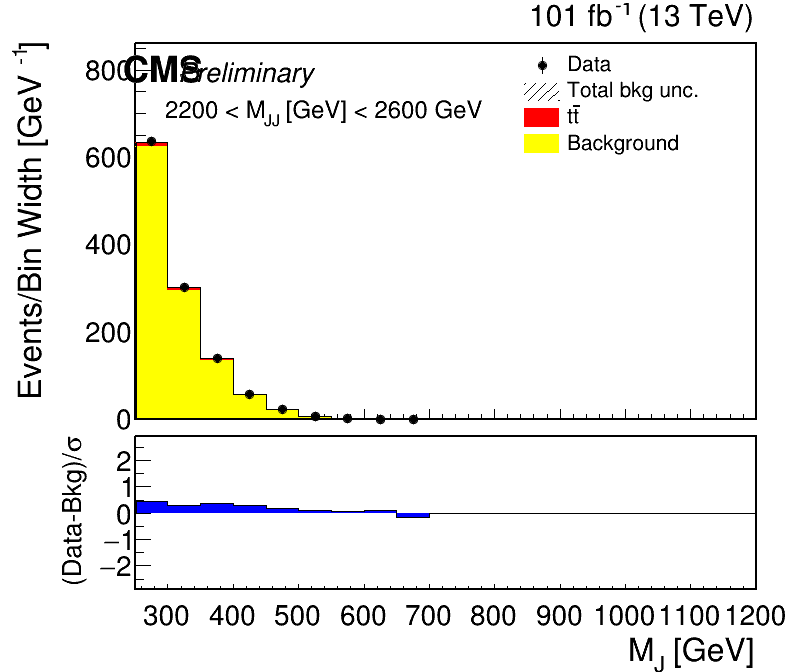 101 fb-1 (13 TeV)
CMS Preliminary
2200 < MJJ [GeV] < 2600 GeV
Data
Total bkg unc.
tt̄
Background
Events/Bin Width [GeV-1]
800
600
400
200
0
(Data-Bkg)/σ
2
1
0
−1
−2
300 400 500 600 700 800 900 1000 1100 1200
MJ [GeV]